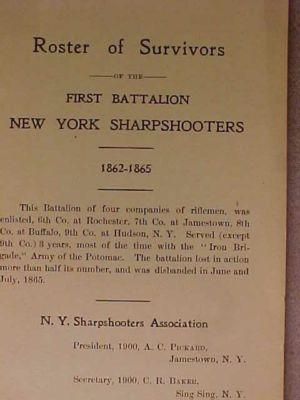 Roster of Survivors
OF THE
FIRST BATTALION
NEW YORK SHARPSHOOTERS
1862-1865
This Battalion of four companies of riflemen, was
enlisted, 6th Co. at Rochester, 7th Co. at Jamestown, 8th
Co. at Buffalo, 9th Co. at Hudson, N. Y. Served (except
9th Co.) 3 years, most of the time with the "Iron Bri-
gade," Army of the Potomac. The battalion lost in action
more than half its number, and was disbanded in June and
July, 1865.
N. Y. Sharpshooters Association
President, 1900, A. C. PICKARD,
Jamestown, N. Y.
Secretary, 1900, C. R. BAKER,
Sing Sing, N. Y.